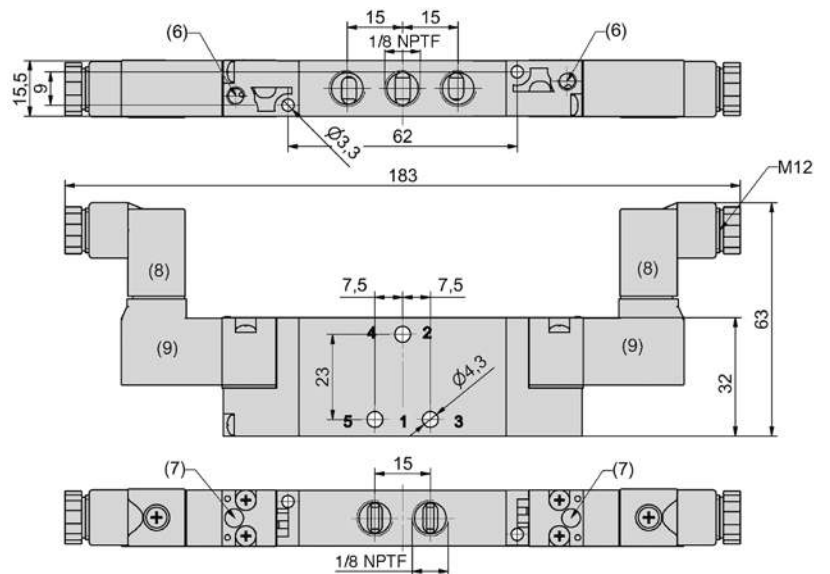 15 15
(6) 1/8 NPTF (6)
15,5
9
Ø3,3
62
183
M12
(8) (8)
7,5 7,5
4 2
(9) (9)
63
23
32
Ø4,3
5 1 3
(7) 15 (7)
1/8 NPTF